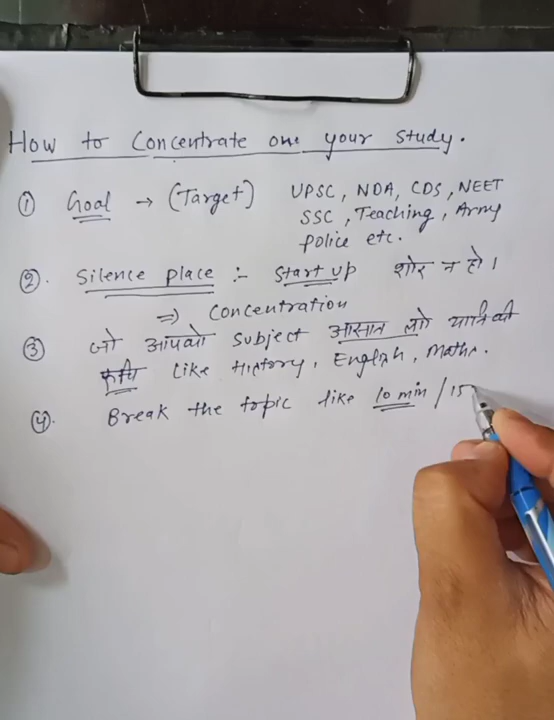 How to Concentrate one your study.
① Goal → (Target) UPSC, NDA, CDS, NEET
SSC, Teaching, Army
police etc.
②. Silence place :- Start up शोर न हो।
⇒ Concentration
③ जो आपको subject आसान लगे यानिकी
रूचि like History, English, Maths.
④. Break the topic like 10 min / 15